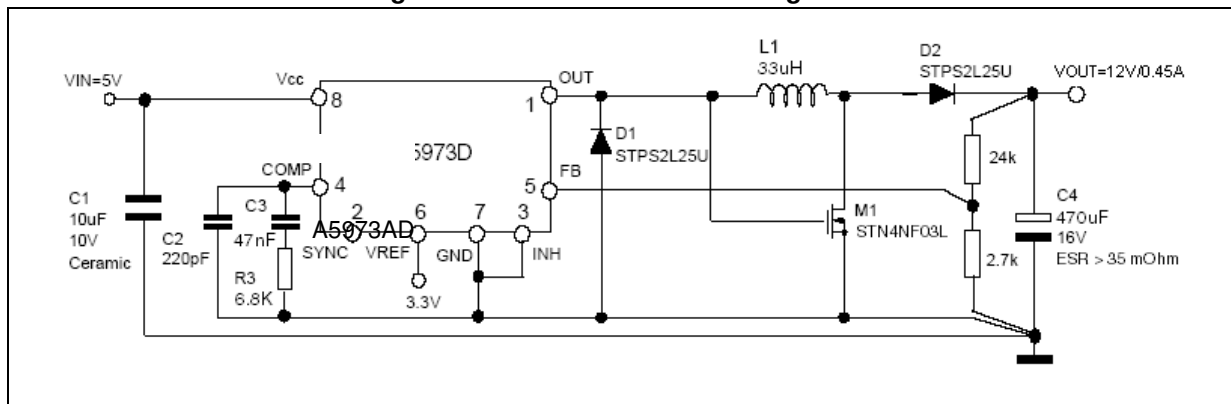 VIN=5V
Vcc
8
OUT
1
L1
33uH
D2
STPS2L25U
VOUT=12V/0.45A
D1
STPS2L25U
5973D
FB
5
24k
COMP
4
C1
10uF
10V
Ceramic
C2
220pF
C3
47nF
R3
6.8K
A5973AD
2
SYNC
6
VREF
3.3V
7
GND
3
INH
M1
STN4NF03L
2.7k
C4
470uF
16V
ESR > 35 mOhm